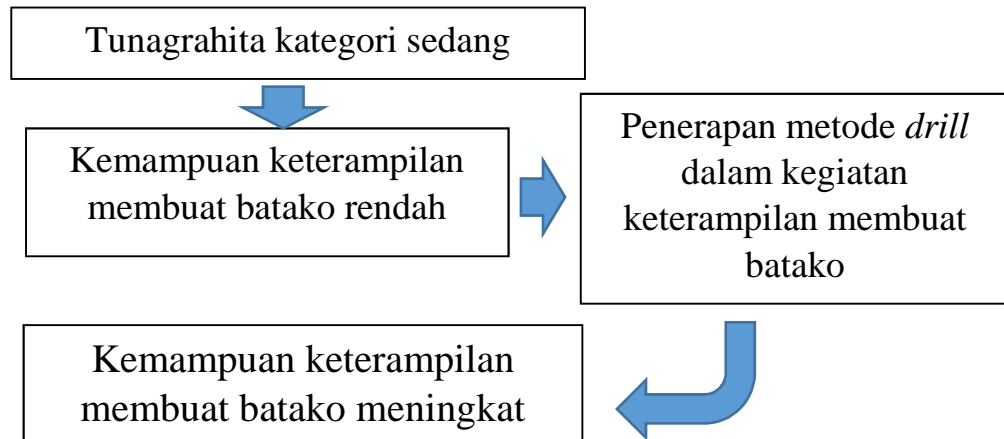 Tunagrahita kategori sedang
Kemampuan keterampilan
membuat batako rendah
Penerapan metode drill
dalam kegiatan
keterampilan membuat
batako
Kemampuan keterampilan
membuat batako meningkat